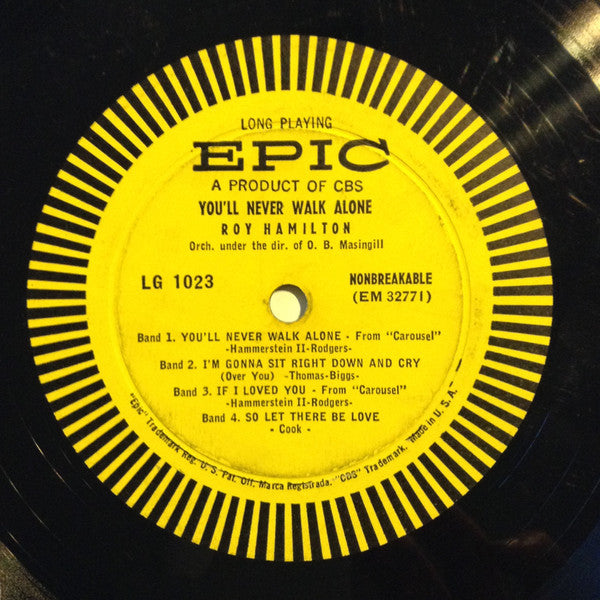 LONG PLAYING
EPIC
A PRODUCT OF CBS
YOU'LL NEVER WALK ALONE
ROY HAMILTON
Orch. under the dir. of O. B. Masingill
LG 1023
NONBREAKABLE
(EM 32771)
Band 1. YOU'LL NEVER WALK ALONE - From "Carousel"
-Hammerstein II-Rodgers-
Band 2. I'M GONNA SIT RIGHT DOWN AND CRY
(Over You) -Thomas-Biggs-
Band 3. IF I LOVED YOU - From "Carousel"
-Hammerstein II-Rodgers-
Band 4. SO LET THERE BE LOVE
- Cook -
"Epic" Trademark Reg. U. S. Pat. Off. Marca Registrada. "CBS" Trademark. Made in U. S. A.